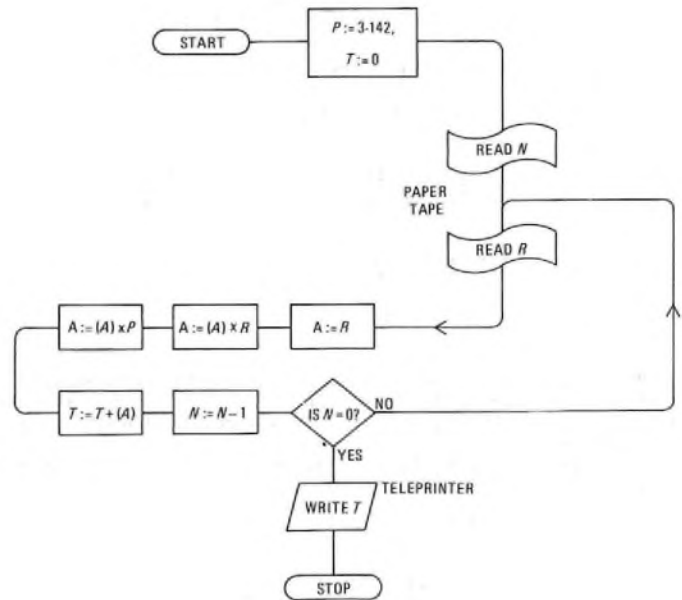 START
P := 3·142,
T := 0
READ N
PAPER
TAPE
READ R
A := R
A := (A) × R
A := (A) × P
T := T + (A)
N := N − 1
IS N = 0?
NO
YES
WRITE T
TELEPRINTER
STOP